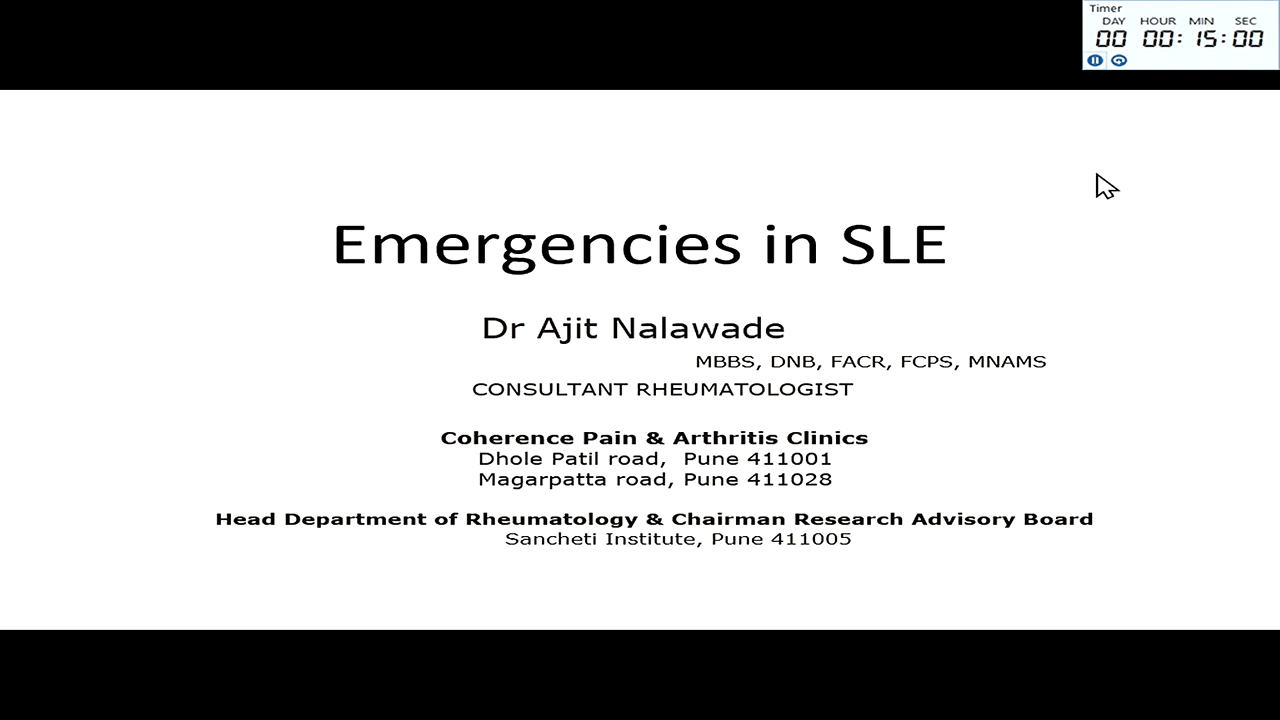 Timer
DAY HOUR MIN SEC
00 00: 15: 00
Emergencies in SLE
Dr Ajit Nalawade
MBBS, DNB, FACR, FCPS, MNAMS
CONSULTANT RHEUMATOLOGIST
Coherence Pain & Arthritis Clinics
Dhole Patil road, Pune 411001
Magarpatta road, Pune 411028
Head Department of Rheumatology & Chairman Research Advisory Board
Sancheti Institute, Pune 411005